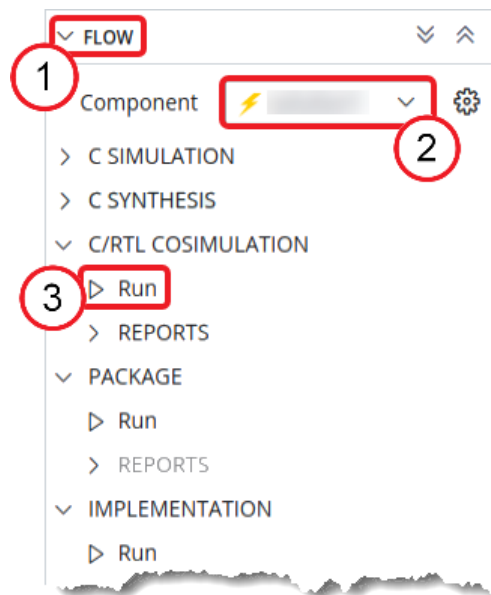 FLOW
1
Component
2
C SIMULATION
C SYNTHESIS
C/RTL COSIMULATION
3 Run
REPORTS
PACKAGE
Run
REPORTS
IMPLEMENTATION
Run